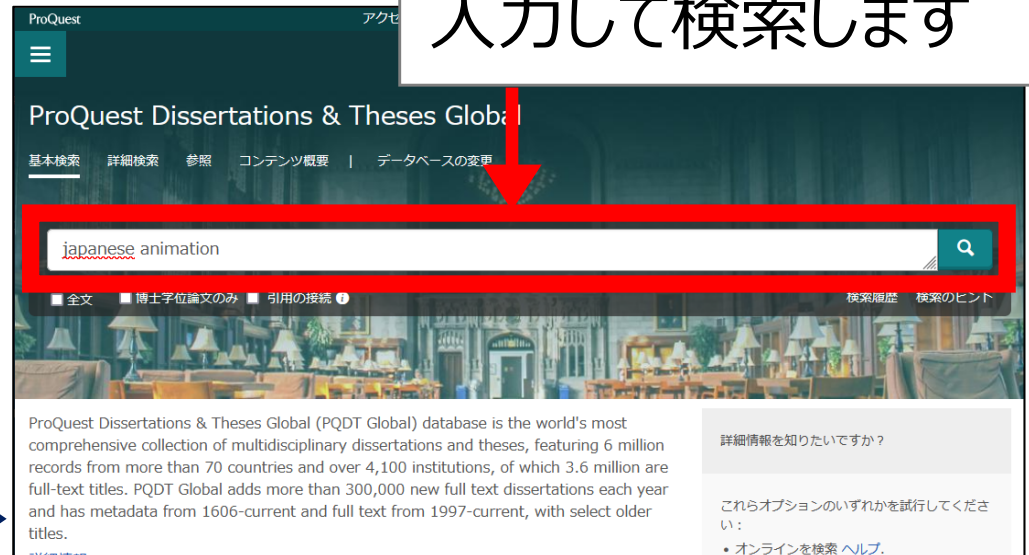 ProQuest
アクセ
入力して検索します
ProQuest Dissertations & Theses Global
基本検索 詳細検索 参照 コンテンツ概要 | データベースの変更
japanese animation
全文 博士学位論文のみ 引用の接続
検索履歴 検索のヒント
ProQuest Dissertations & Theses Global (PQDT Global) database is the world's most
comprehensive collection of multidisciplinary dissertations and theses, featuring 6 million
records from more than 70 countries and over 4,100 institutions, of which 3.6 million are
full-text titles. PQDT Global adds more than 300,000 new full text dissertations each year
and has metadata from 1606-current and full text from 1997-current, with select older
titles.
詳細情報を知りたいですか？
これらオプションのいずれかを試行してくださ
い：
• オンラインを検索 ヘルプ.